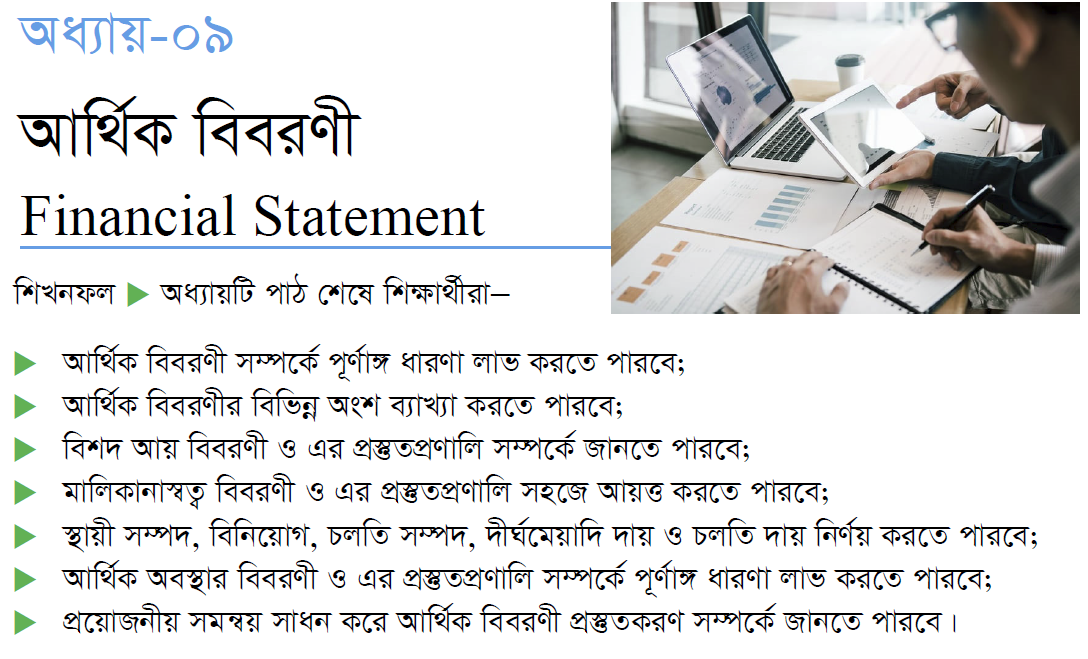 অধ্যায়-০৯
আর্থিক বিবরণী
Financial Statement
শিখনফল ▶ অধ্যায়টি পাঠ শেষে শিক্ষার্থীরা–
▶ আর্থিক বিবরণী সম্পর্কে পূর্ণাঙ্গ ধারণা লাভ করতে পারবে;
▶ আর্থিক বিবরণীর বিভিন্ন অংশ ব্যাখ্যা করতে পারবে;
▶ বিশদ আয় বিবরণী ও এর প্রস্তুতপ্রণালি সম্পর্কে জানতে পারবে;
▶ মালিকানাস্বত্ব বিবরণী ও এর প্রস্তুতপ্রণালি সহজে আয়ত্ত করতে পারবে;
▶ স্থায়ী সম্পদ, বিনিয়োগ, চলতি সম্পদ, দীর্ঘমেয়াদি দায় ও চলতি দায় নির্ণয় করতে পারবে;
▶ আর্থিক অবস্থার বিবরণী ও এর প্রস্তুতপ্রণালি সম্পর্কে পূর্ণাঙ্গ ধারণা লাভ করতে পারবে;
▶ প্রয়োজনীয় সমন্বয় সাধন করে আর্থিক বিবরণী প্রস্তুতকরণ সম্পর্কে জানতে পারবে।